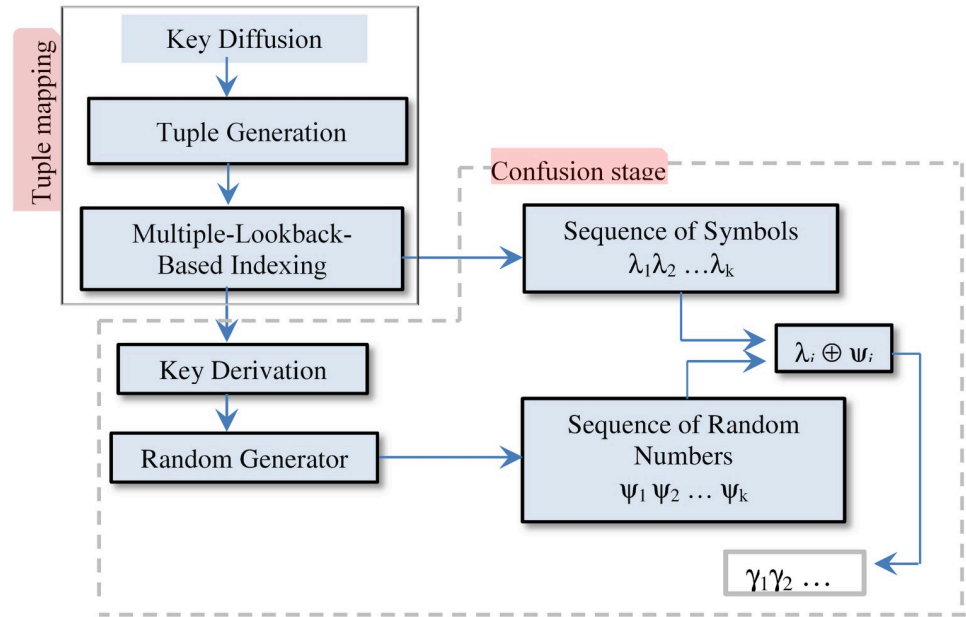 Tuple mapping
Key Diffusion
Tuple Generation
Multiple-Lookback-
Based Indexing
Confusion stage
Sequence of Symbols
λ₁λ₂ …λₖ
Key Derivation
λᵢ ⊕ ψᵢ
Random Generator
Sequence of Random
Numbers
ψ₁ ψ₂ … ψₖ
γ₁γ₂ …